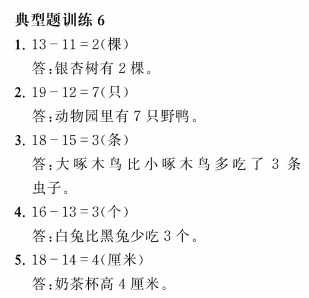 典型题训练 6
1. 13－11＝2(棵)
答:银杏树有 2 棵。
2. 19－12＝7(只)
答:动物园里有 7 只野鸭。
3. 18－15＝3(条)
答:大啄木鸟比小啄木鸟多吃了 3 条
虫子。
4. 16－13＝3(个)
答:白兔比黑兔少吃 3 个。
5. 18－14＝4(厘米)
答:奶茶杯高 4 厘米。